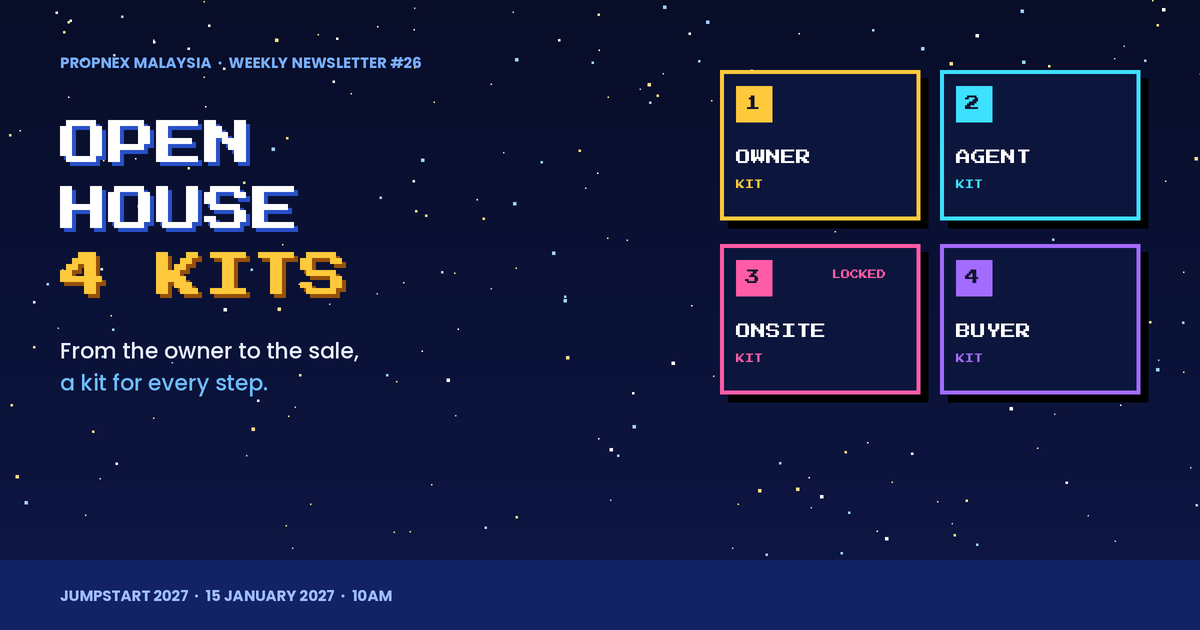 PROPNEX MALAYSIA · WEEKLY NEWSLETTER #26
OPEN
HOUSE
4 KITS
From the owner to the sale,
a kit for every step.
1
OWNER
KIT
2
AGENT
KIT
3
LOCKED
ONSITE
KIT
4
BUYER
KIT
JUMPSTART 2027 · 15 JANUARY 2027 · 10AM